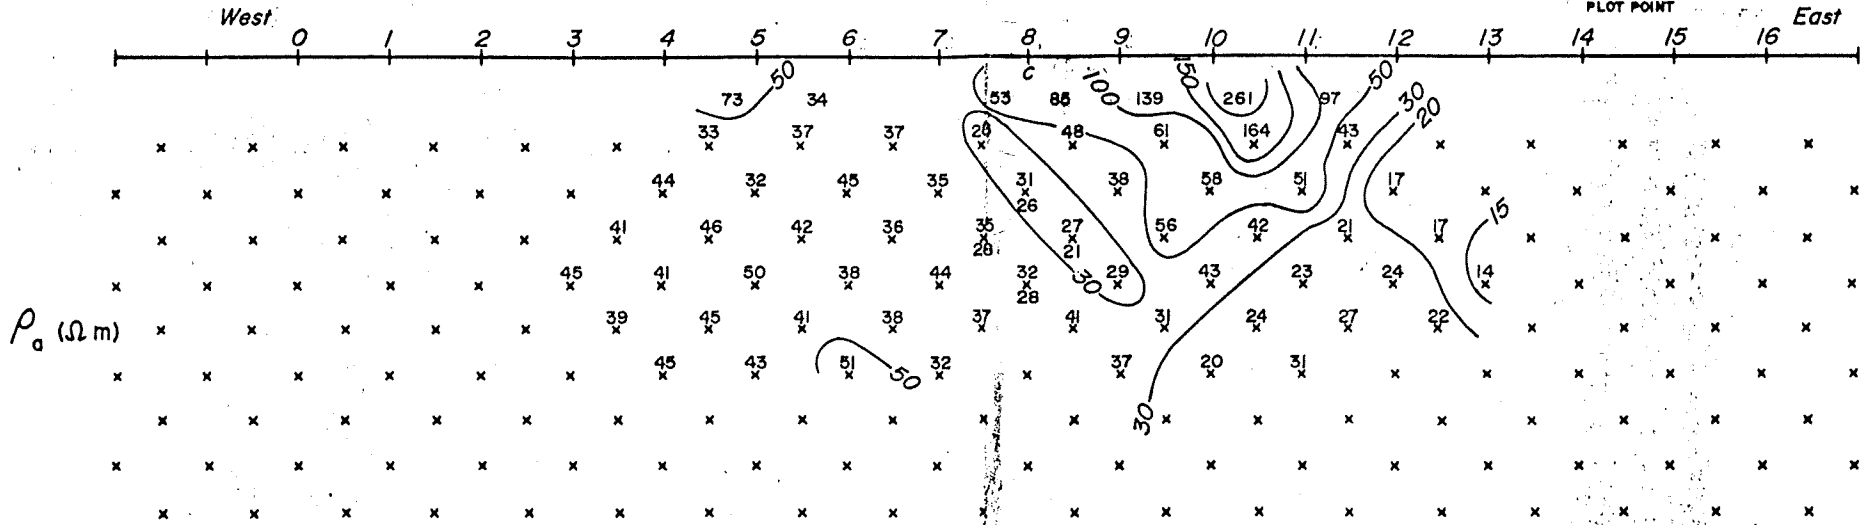 PLOT POINT
West East
0 1 2 3 4 5 6 7 8 9 10 11 12 13 14 15 16
c
50 100 150 50
73 34 53 85 139 261 97 30
20
33 37 37 48 61 164 43
44 32 45 35 31 38 58 51 17
26
15
41 46 42 36 35 27 56 42 21 17
28 21
45 41 50 38 44 32 30 29 43 23 24 14
28
39 45 41 38 37 41 31 24 27 22
ρa (Ω m)
45 43 51 50 32 37 20 31
30